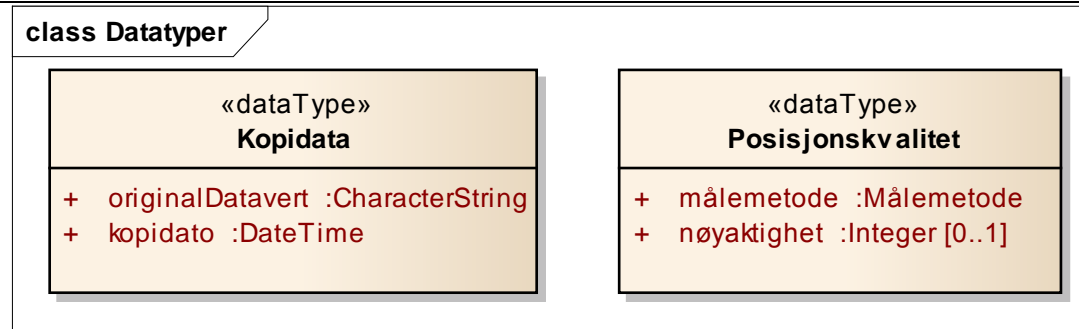 class Datatyper
«dataType»
Kopidata
+ originalDatavert :CharacterString
+ kopidato :DateTime
«dataType»
Posisjonskvalitet
+ målemetode :Målemetode
+ nøyaktighet :Integer [0..1]